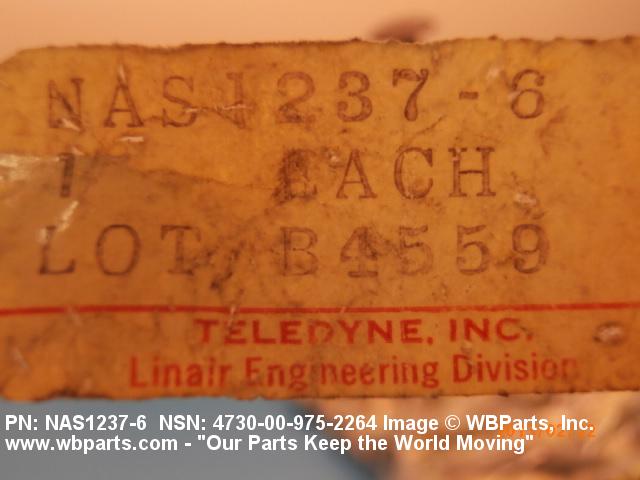 NAS1237-6
1 EACH
LOT B4559
TELEDYNE, INC.
Linair Engineering Division
PN: NAS1237-6 NSN: 4730-00-975-2264 Image © WBParts, Inc.
www.wbparts.com - "Our Parts Keep the World Moving"